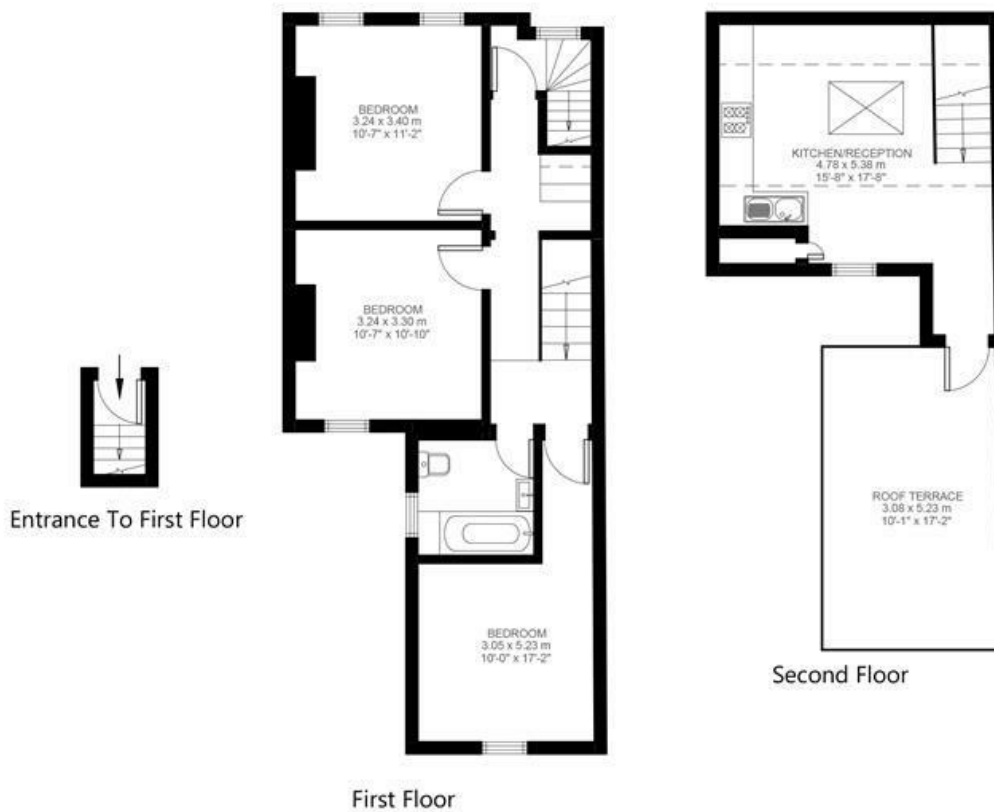 BEDROOM
3.24 x 3.40 m
10'-7" x 11'-2"
BEDROOM
3.24 x 3.30 m
10'-7" x 10'-10"
Entrance To First Floor
BEDROOM
3.05 x 5.23 m
10'-0" x 17'-2"
First Floor
KITCHEN/RECEPTION
4.78 x 5.38 m
15'-8" x 17'-8"
ROOF TERRACE
3.08 x 5.23 m
10'-1" x 17'-2"
Second Floor